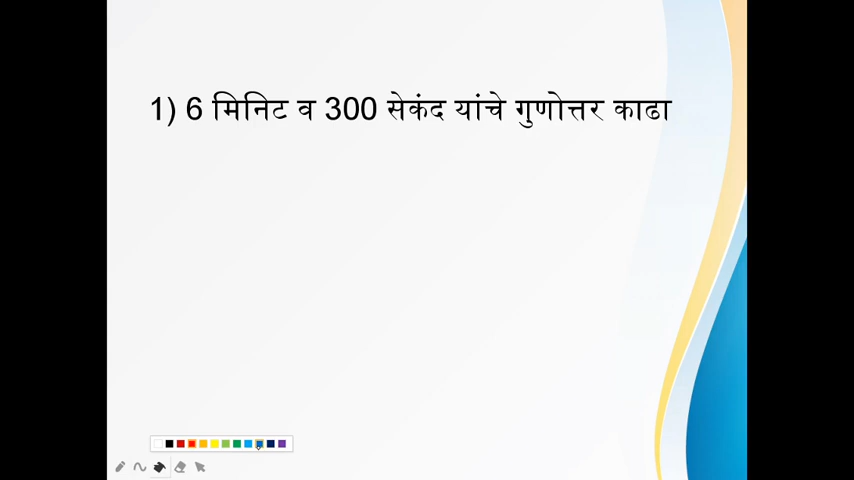 1) 6 मिनिट व 300 सेकंद यांचे गुणोत्तर काढा